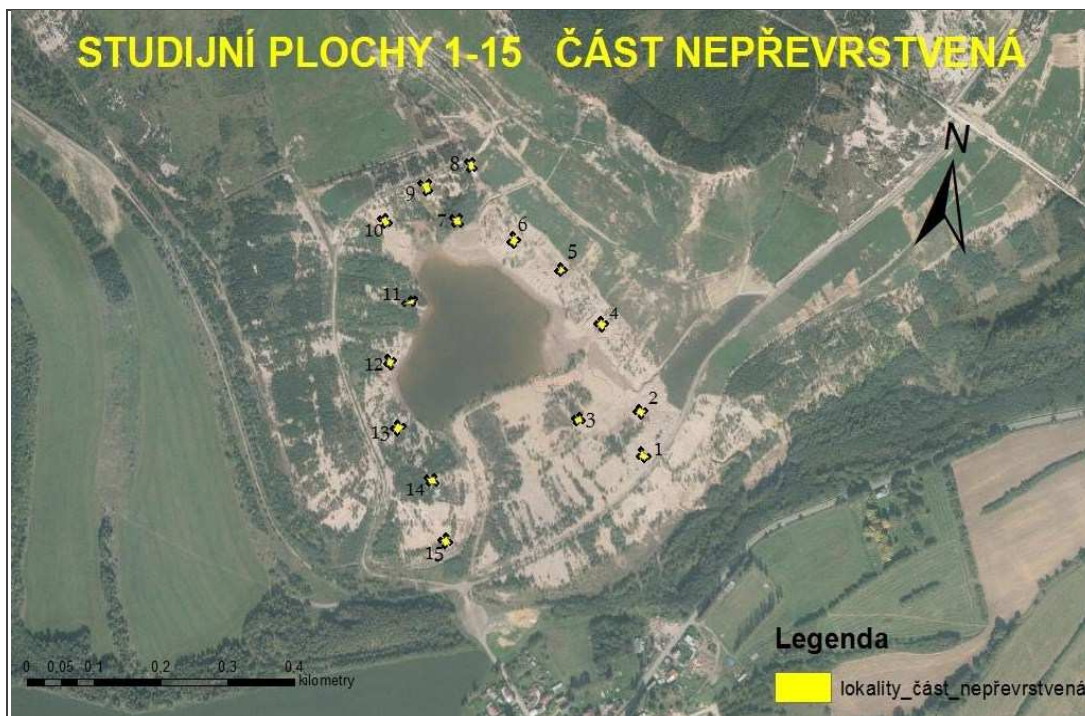 STUDIJNÍ PLOCHY 1-15 ČÁST NEPŘEVRSTVENÁ
N
8
9
10
7
6
5
11
4
12
2
3
13
1
14
15
Legenda
0 0,05 0,1 0,2 0,3 0,4
kilometry
lokality_část_nepřevrstvená